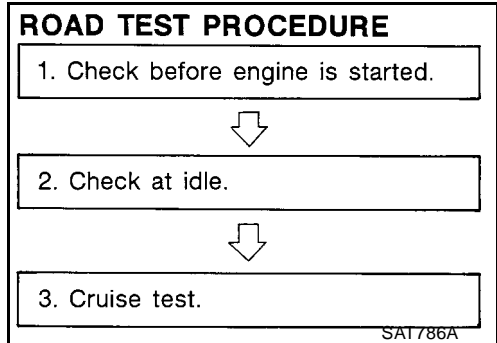 ROAD TEST PROCEDURE
1. Check before engine is started.
2. Check at idle.
3. Cruise test.
SAT786A